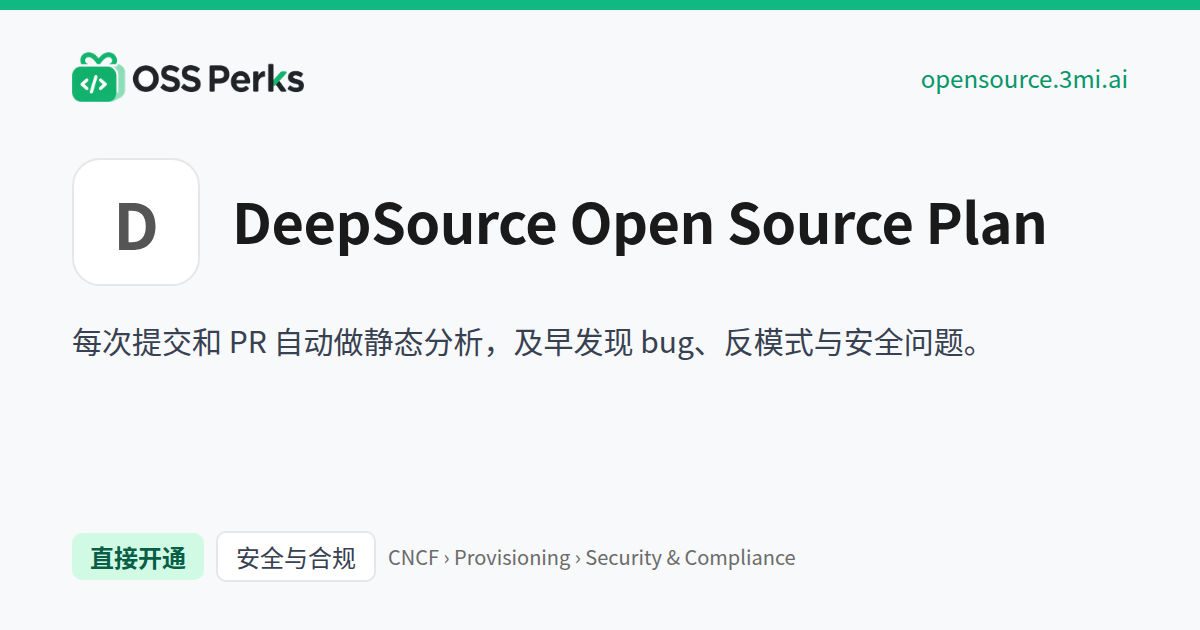 OSS Perks
opensource.3mi.ai
D
DeepSource Open Source Plan
每次提交和 PR 自动做静态分析，及早发现 bug、反模式与安全问题。
直接开通
安全与合规
CNCF › Provisioning › Security & Compliance